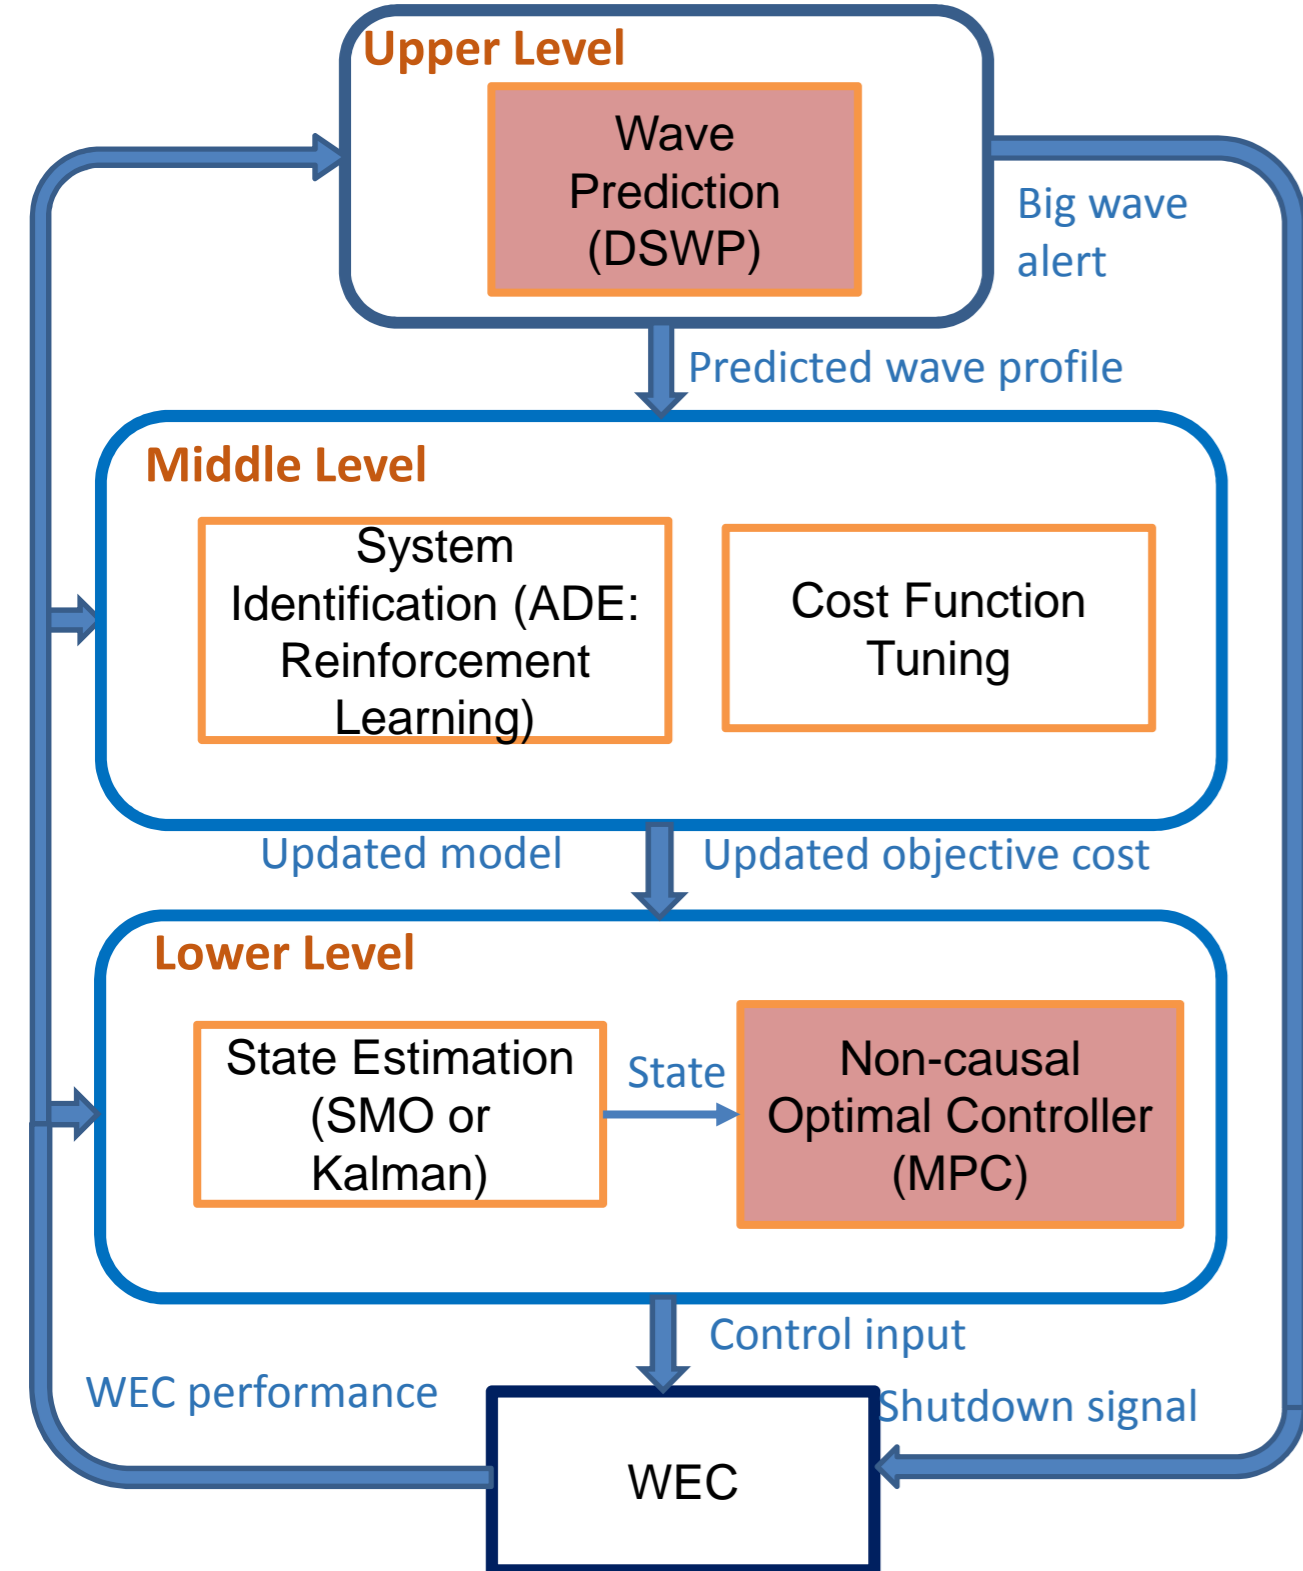 Upper Level
Wave
Prediction
(DSWP)
Big wave
alert
Predicted wave profile
Middle Level
System
Identification (ADE:
Reinforcement
Learning)
Cost Function
Tuning
Updated model
Updated objective cost
Lower Level
State Estimation
(SMO or
Kalman)
State
Non-causal
Optimal Controller
(MPC)
Control input
WEC performance
Shutdown signal
WEC